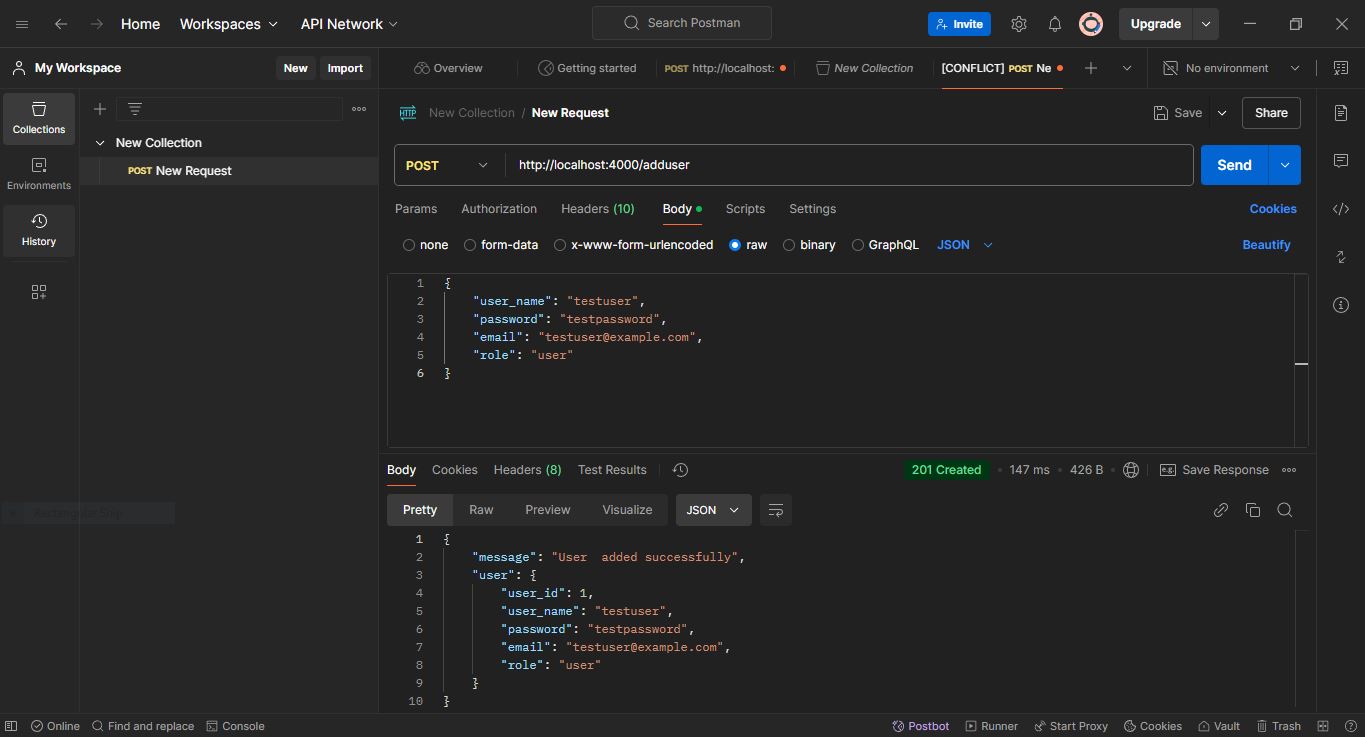 Home Workspaces API Network Search Postman Invite Upgrade
My Workspace New Import Overview Getting started POST http://localhost: New Collection [CONFLICT] POST Ne No environment
Collections
Environments
History
New Collection
POST New Request
HTTP New Collection / New Request Save Share
POST http://localhost:4000/adduser Send
Params Authorization Headers (10) Body Scripts Settings Cookies
none form-data x-www-form-urlencoded raw binary GraphQL JSON Beautify
1 {
2 "user_name": "testuser",
3 "password": "testpassword",
4 "email": "testuser@example.com",
5 "role": "user"
6 }
Body Cookies Headers (8) Test Results 201 Created 147 ms 426 B e.g. Save Response
Rectangular Snip
Pretty Raw Preview Visualize JSON
1 {
2 "message": "User  added successfully",
3 "user": {
4 "user_id": 1,
5 "user_name": "testuser",
6 "password": "testpassword",
7 "email": "testuser@example.com",
8 "role": "user"
9 }
10 }
Online Find and replace Console Postbot Runner Start Proxy Cookies Vault Trash